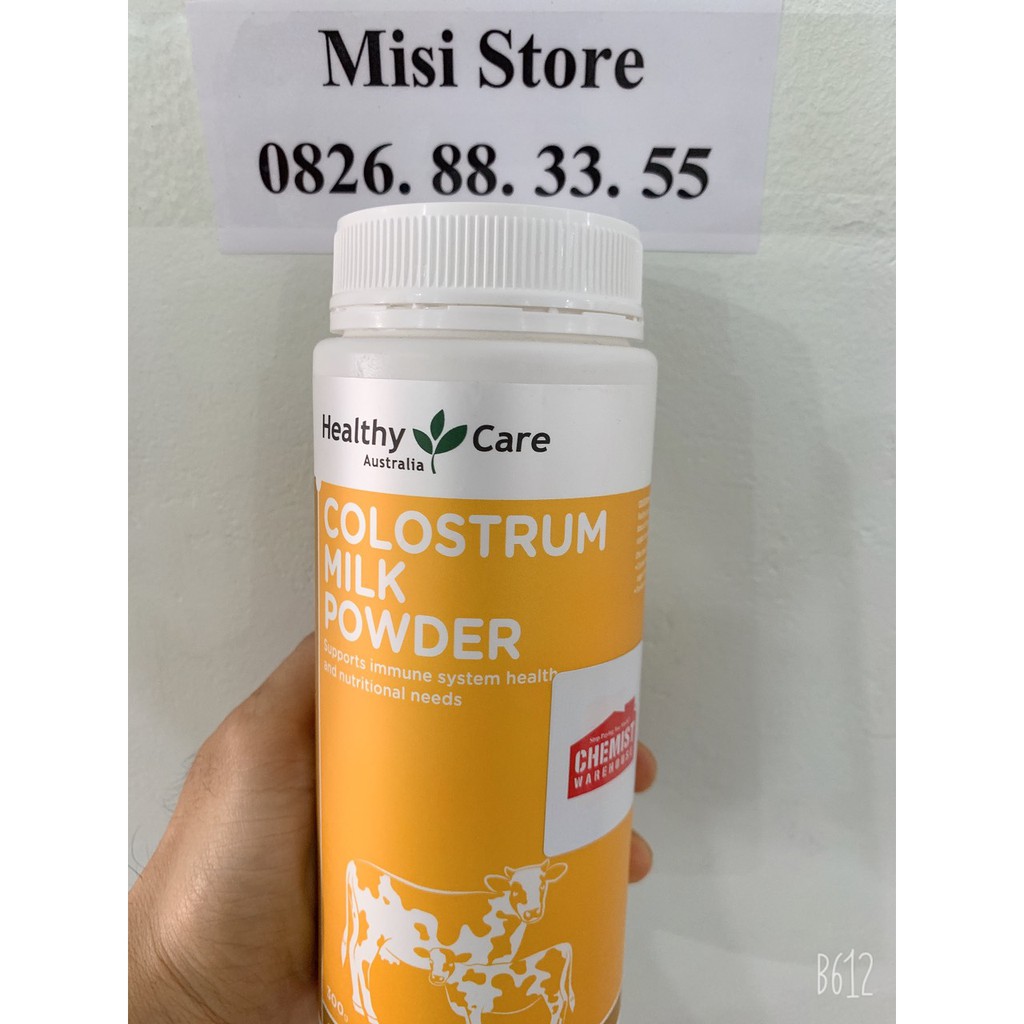 Misi Store
0826. 88. 33. 55
Healthy Care
Australia
COLOSTRUM
MILK
POWDER
Supports immune system health
and nutritional needs
CHEMIST
WAREHOUSE
300g
B612